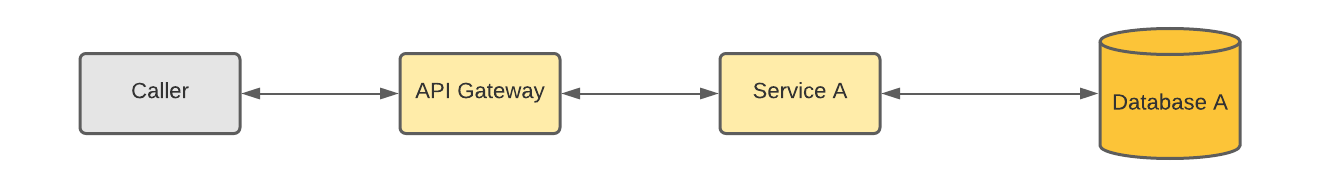 Caller
API Gateway
Service A
Database A